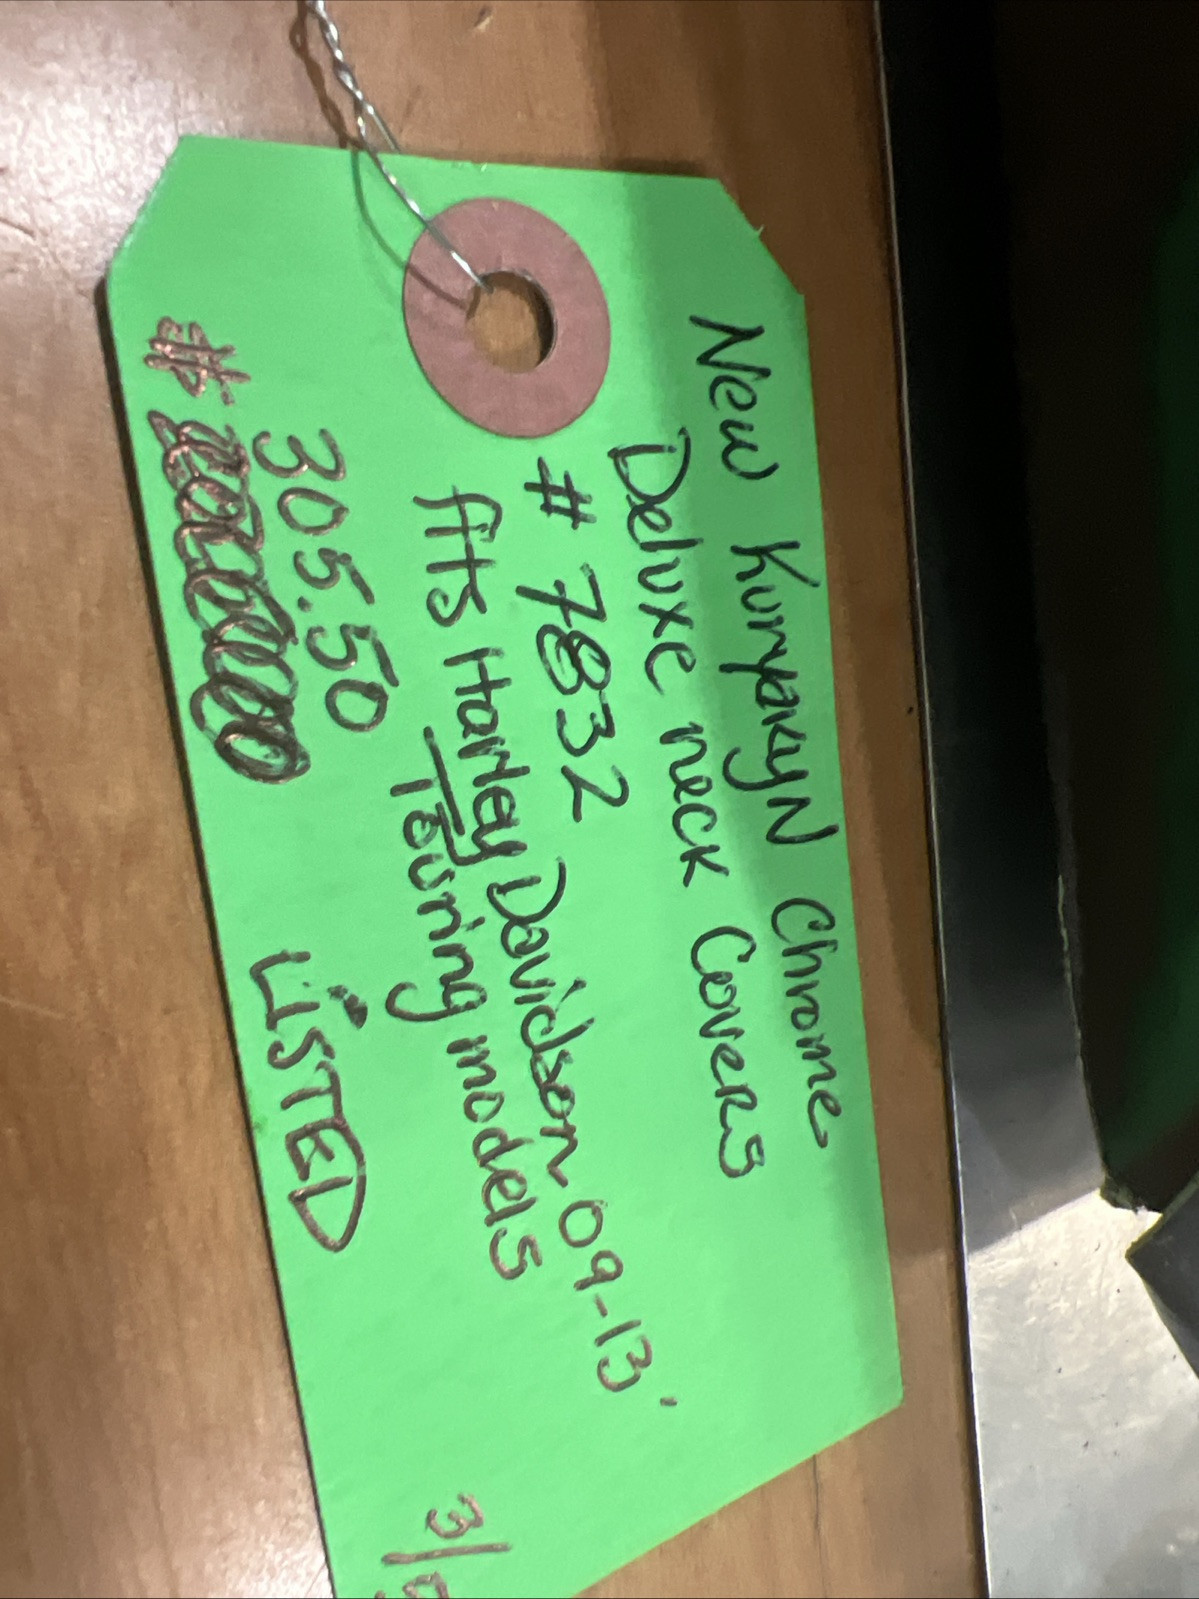 New Kuryakyn Chrome
Deluxe neck Covers
# 7832
fits Harley Davidson 09-13'
Touring models
305.50
#
LiSTED
3/